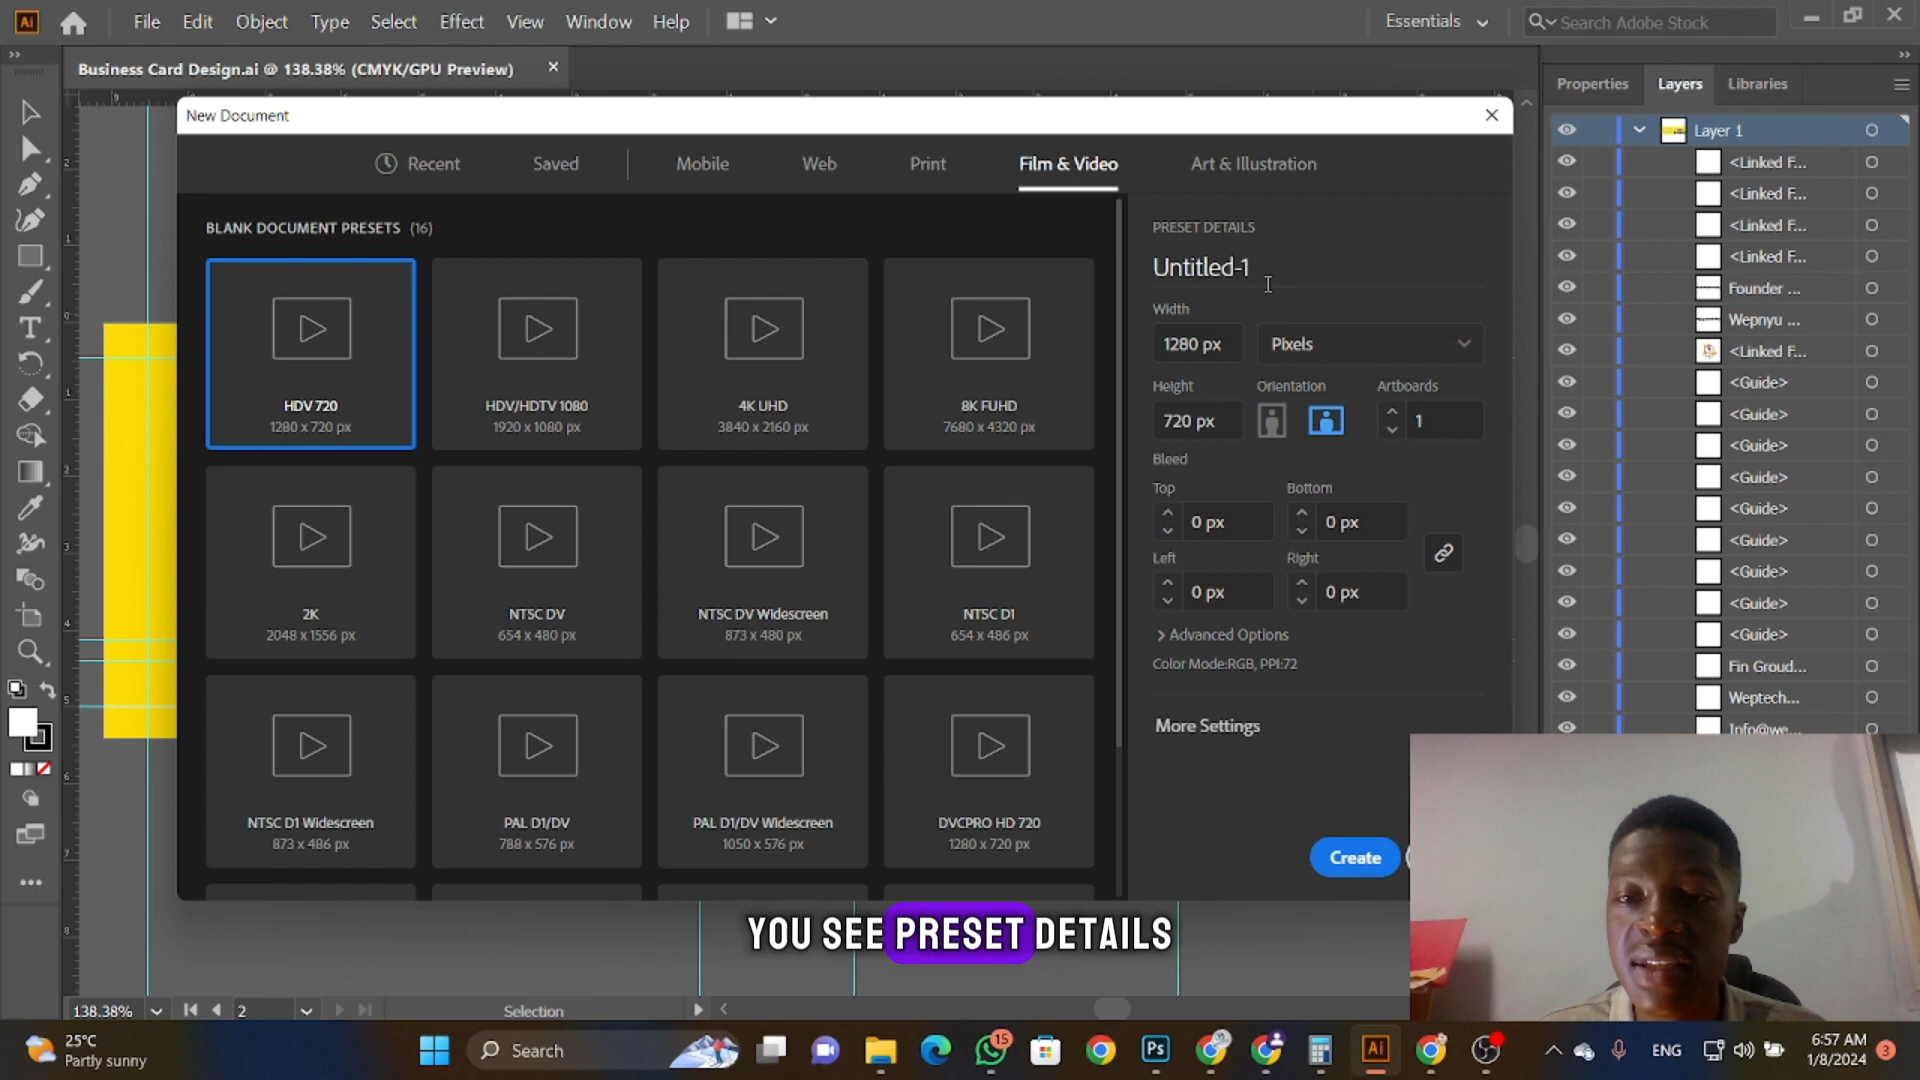 Ai File Edit Object Type Select Effect View Window Help Essentials Search Adobe Stock
Business Card Design.ai @ 138.38% (CMYK/GPU Preview)
New Document
Recent Saved Mobile Web Print Film & Video Art & Illustration
BLANK DOCUMENT PRESETS (16)
HDV 720
1280 x 720 px
HDV/HDTV 1080
1920 x 1080 px
4K UHD
3840 x 2160 px
8K FUHD
7680 x 4320 px
2K
2048 x 1556 px
NTSC DV
654 x 480 px
NTSC DV Widescreen
873 x 480 px
NTSC D1
654 x 486 px
NTSC D1 Widescreen
873 x 486 px
PAL D1/DV
788 x 576 px
PAL D1/DV Widescreen
1050 x 576 px
DVCPRO HD 720
1280 x 720 px
PRESET DETAILS
Untitled-1
Width
1280 px Pixels
Height Orientation Artboards
720 px 1
Bleed
Top Bottom
0 px 0 px
Left Right
0 px 0 px
> Advanced Options
Color Mode:RGB, PPI:72
More Settings
Create
Properties Layers Libraries
Layer 1
<Linked F...
<Linked F...
<Linked F...
<Linked F...
Founder ...
Wepnyu ...
<Linked F...
<Guide>
<Guide>
<Guide>
<Guide>
<Guide>
<Guide>
<Guide>
<Guide>
<Guide>
Fin Groud...
Weptech...
Info@we...
YOU SEE PRESET DETAILS
138.38% 2 Selection
25°C
Partly sunny
Search
15
Ps
Ai
ENG
6:57 AM
1/8/2024
3